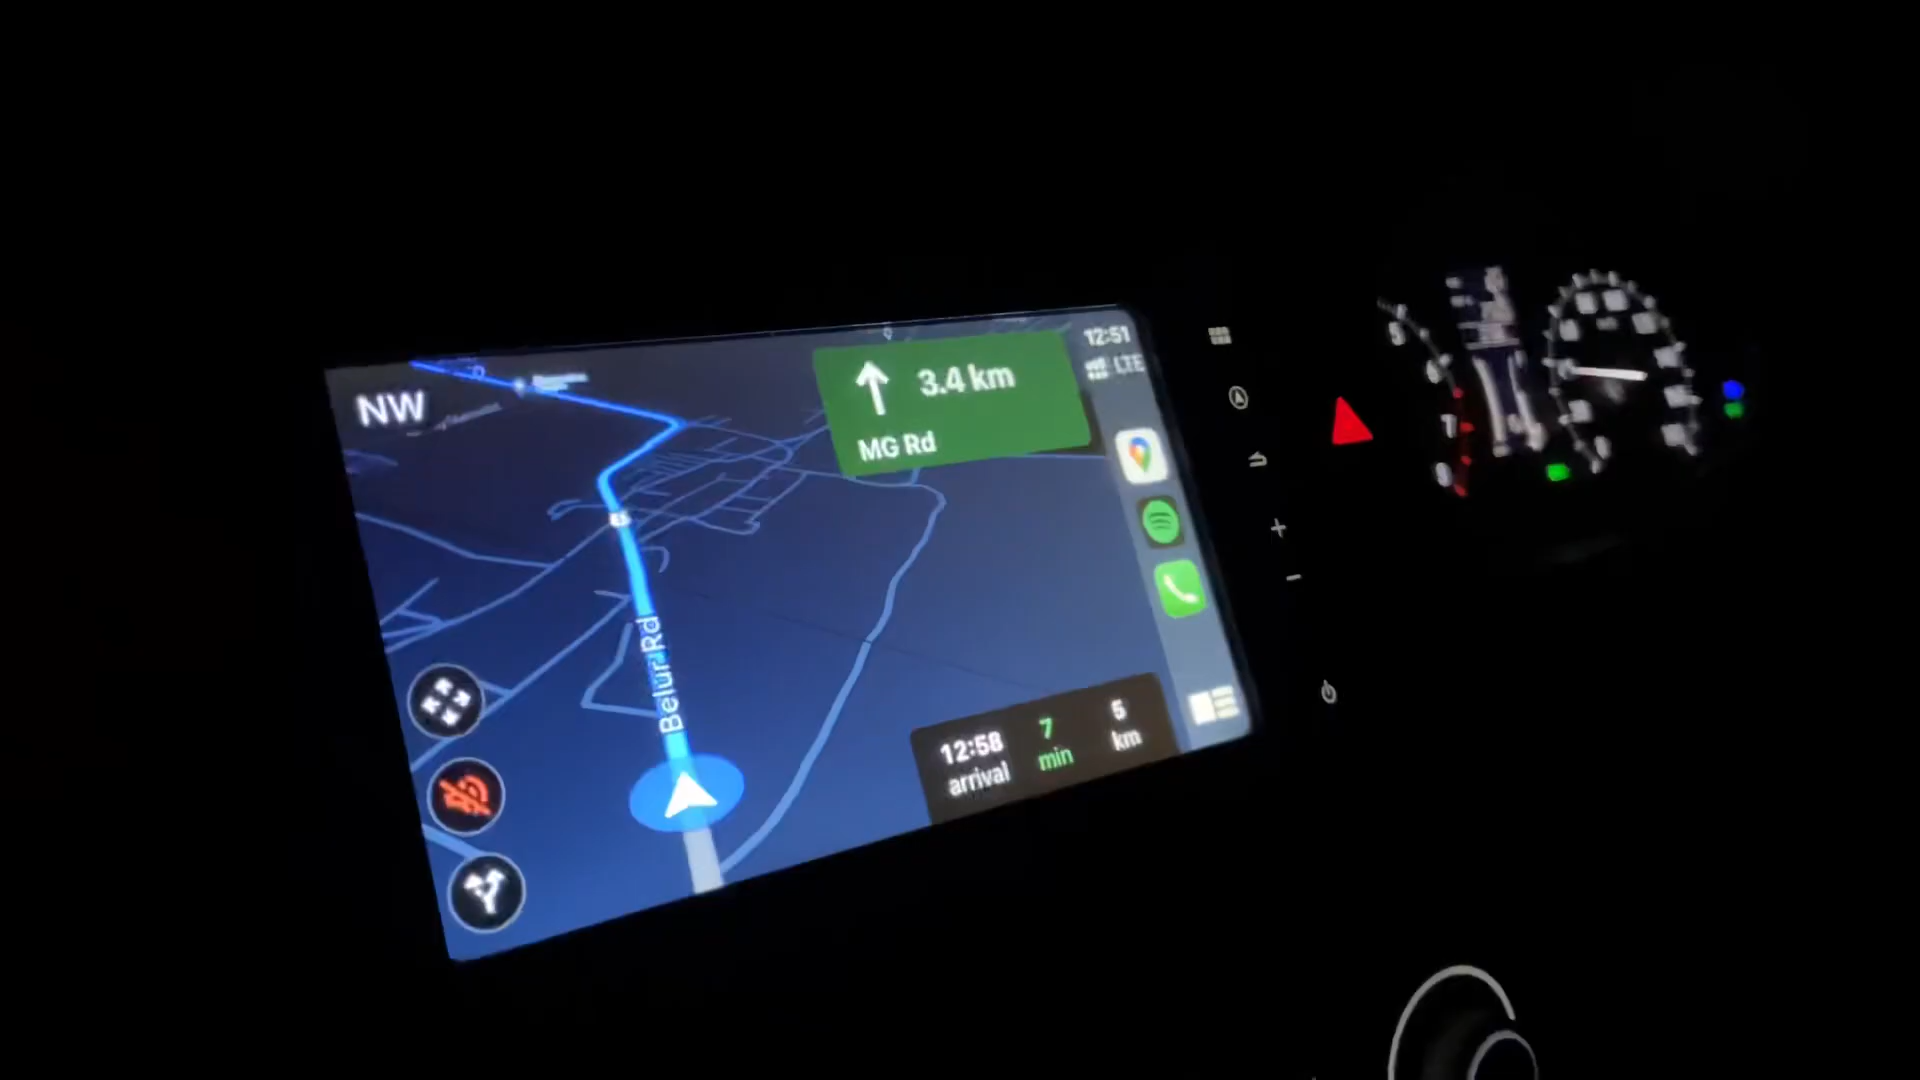 NW
3.4 km
MG Rd
12:51
LTE
Belur Rd
12:58
arrival
7
min
5
km
+
-